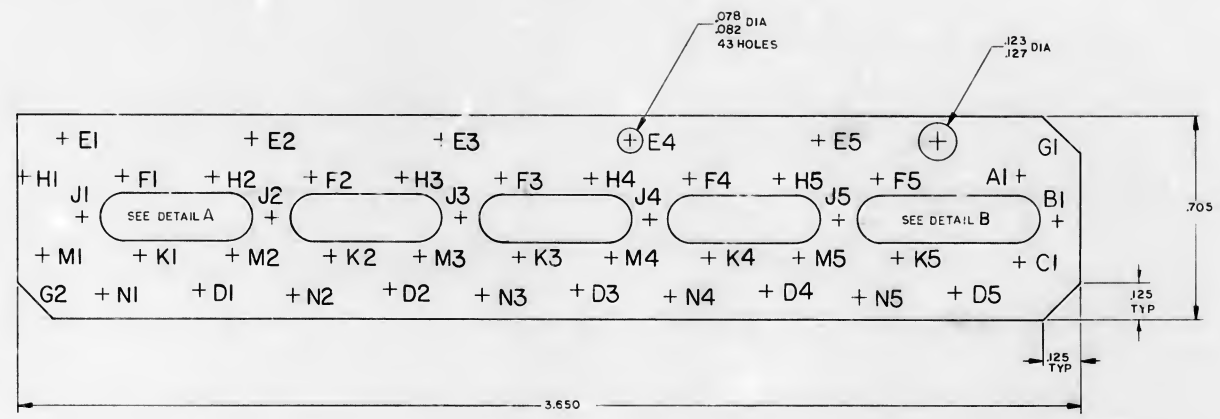 .078 DIA
.082
43 HOLES
.123 DIA
.127
E1 E2 E3 E4 E5 G1
H1 F1 H2 F2 H3 F3 H4 F4 H5 F5 A1
J1 J2 J3 J4 J5 B1
SEE DETAIL A SEE DETAIL B
.705
M1 K1 M2 K2 M3 K3 M4 K4 M5 K5 C1
G2 N1 D1 N2 D2 N3 D3 N4 D4 N5 D5
.125
TYP
.125
TYP
3.650